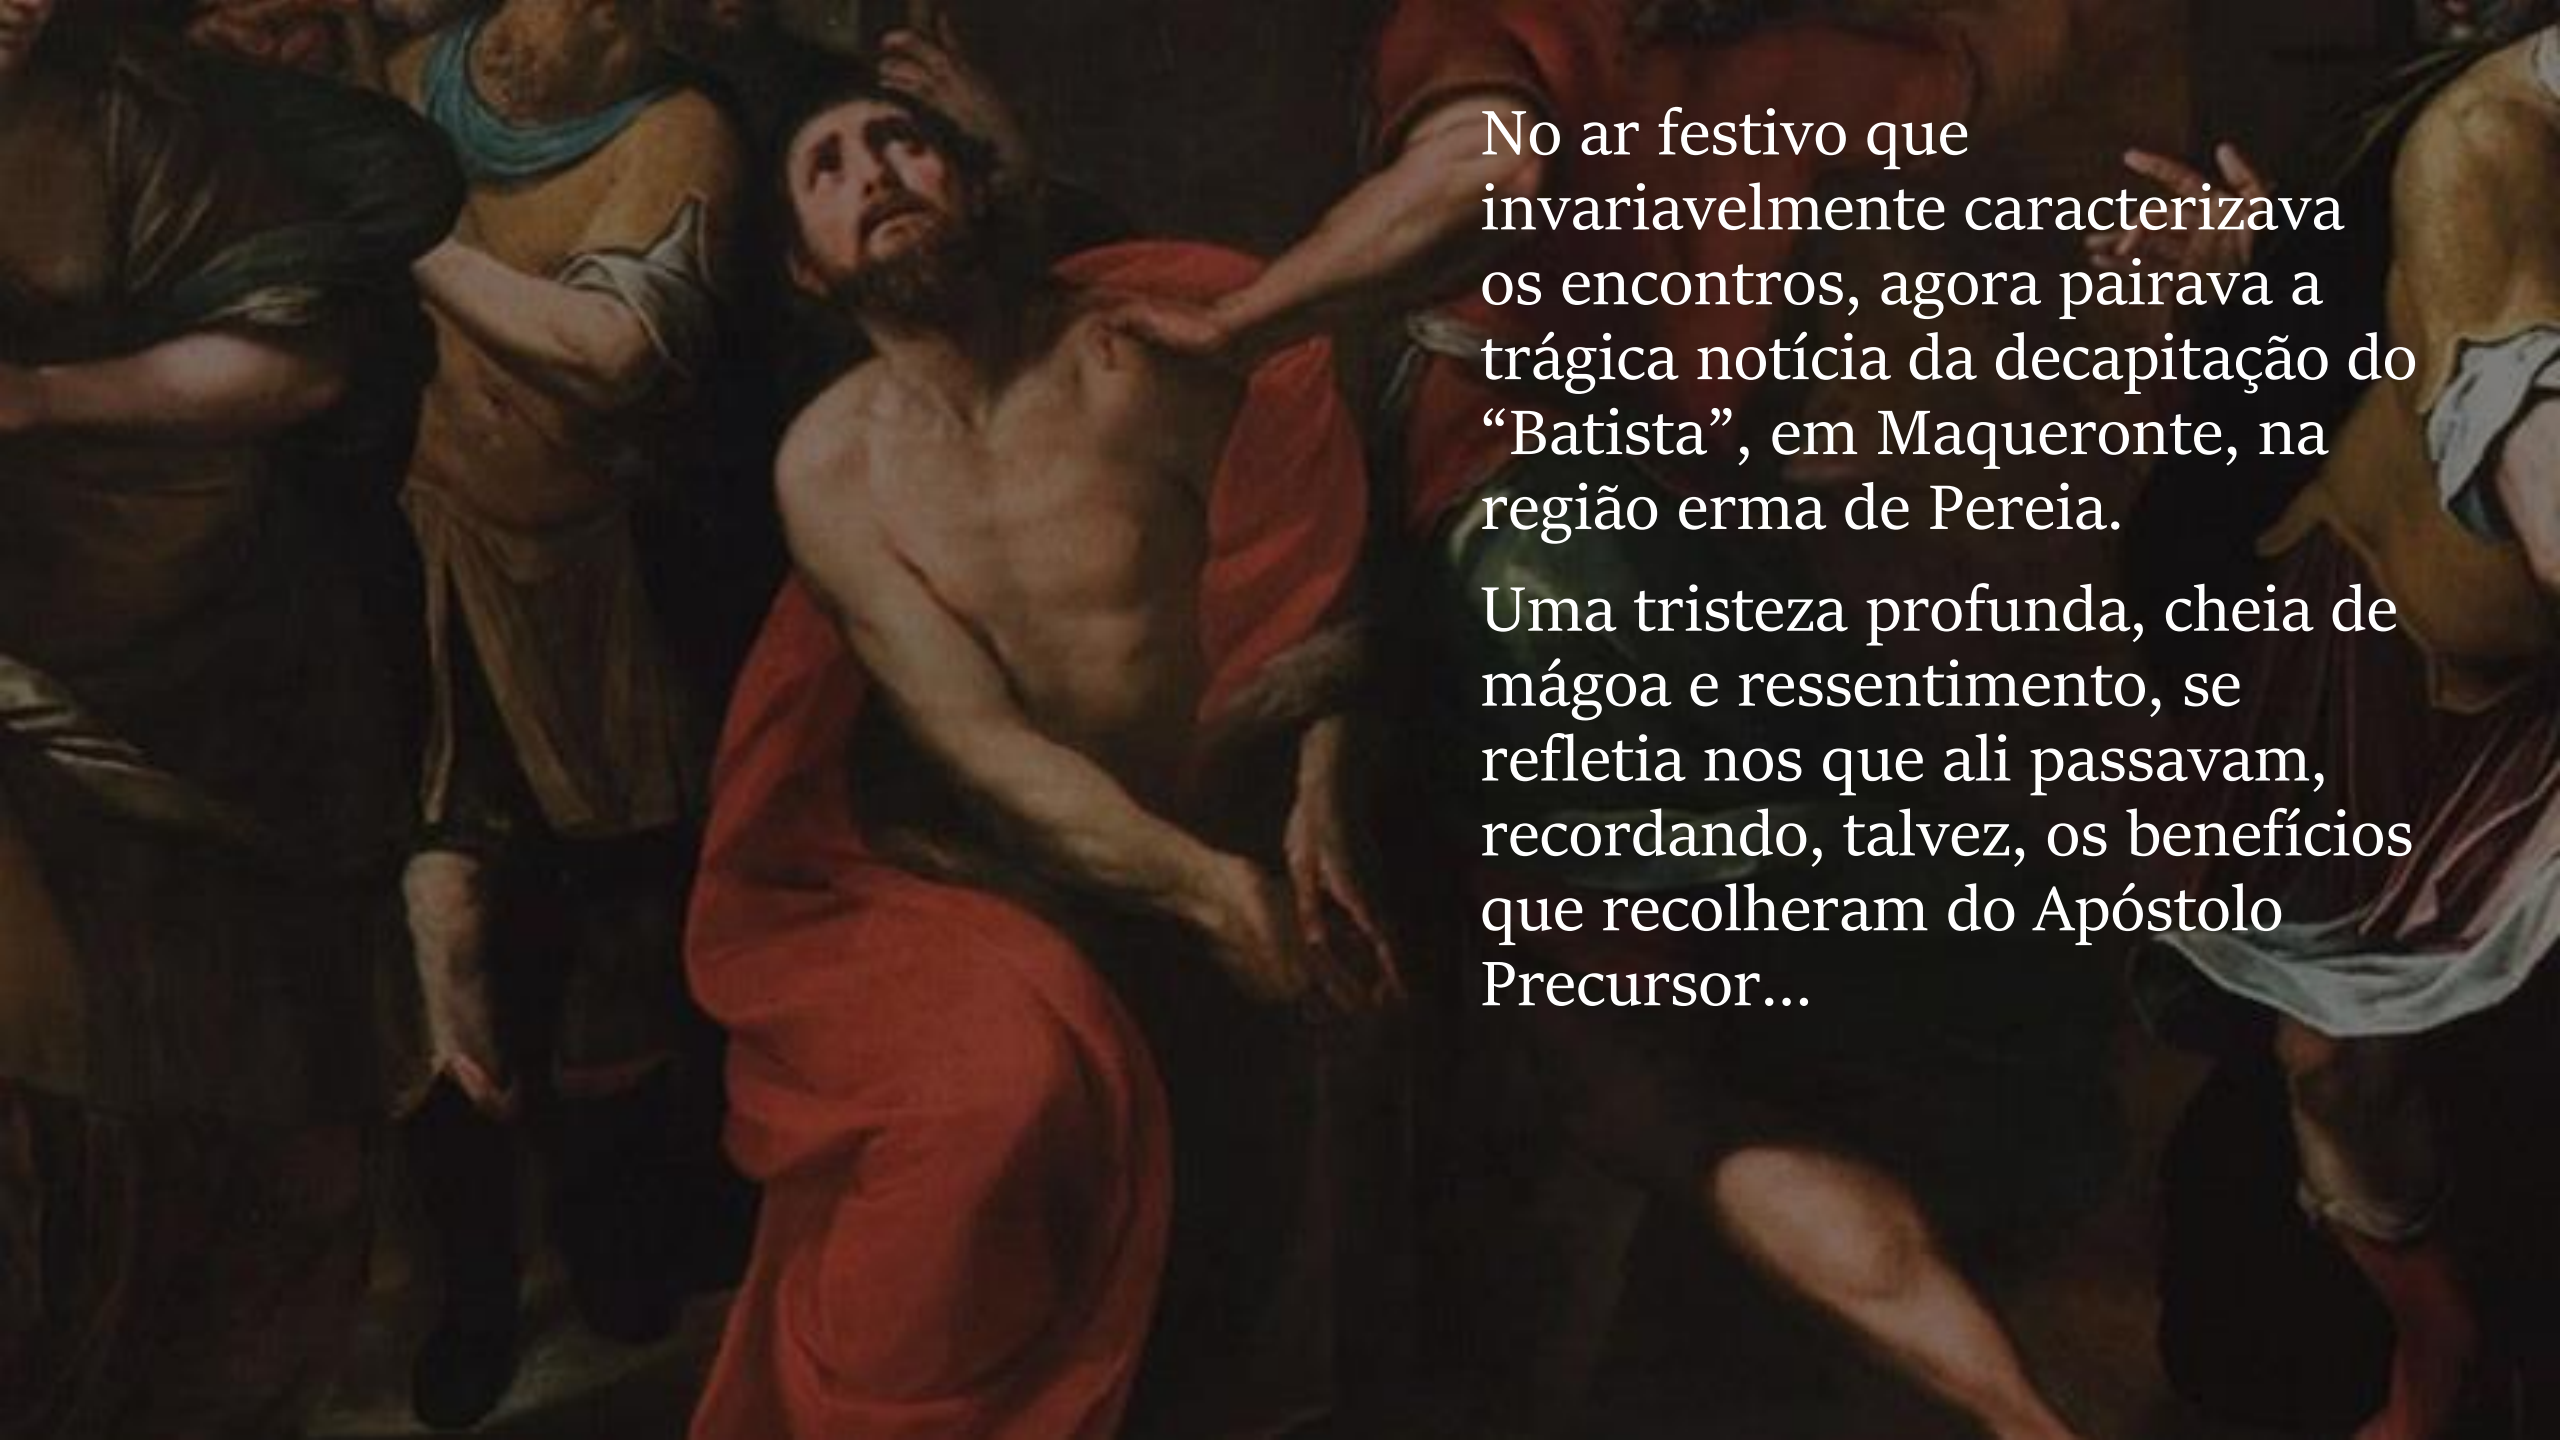 No ar festivo que
invariavelmente caracterizava
os encontros, agora pairava a
trágica notícia da decapitação do
“Batista”, em Maqueronte, na
região erma de Pereia.
Uma tristeza profunda, cheia de
mágoa e ressentimento, se
refletia nos que ali passavam,
recordando, talvez, os benefícios
que recolheram do Apóstolo
Precursor...